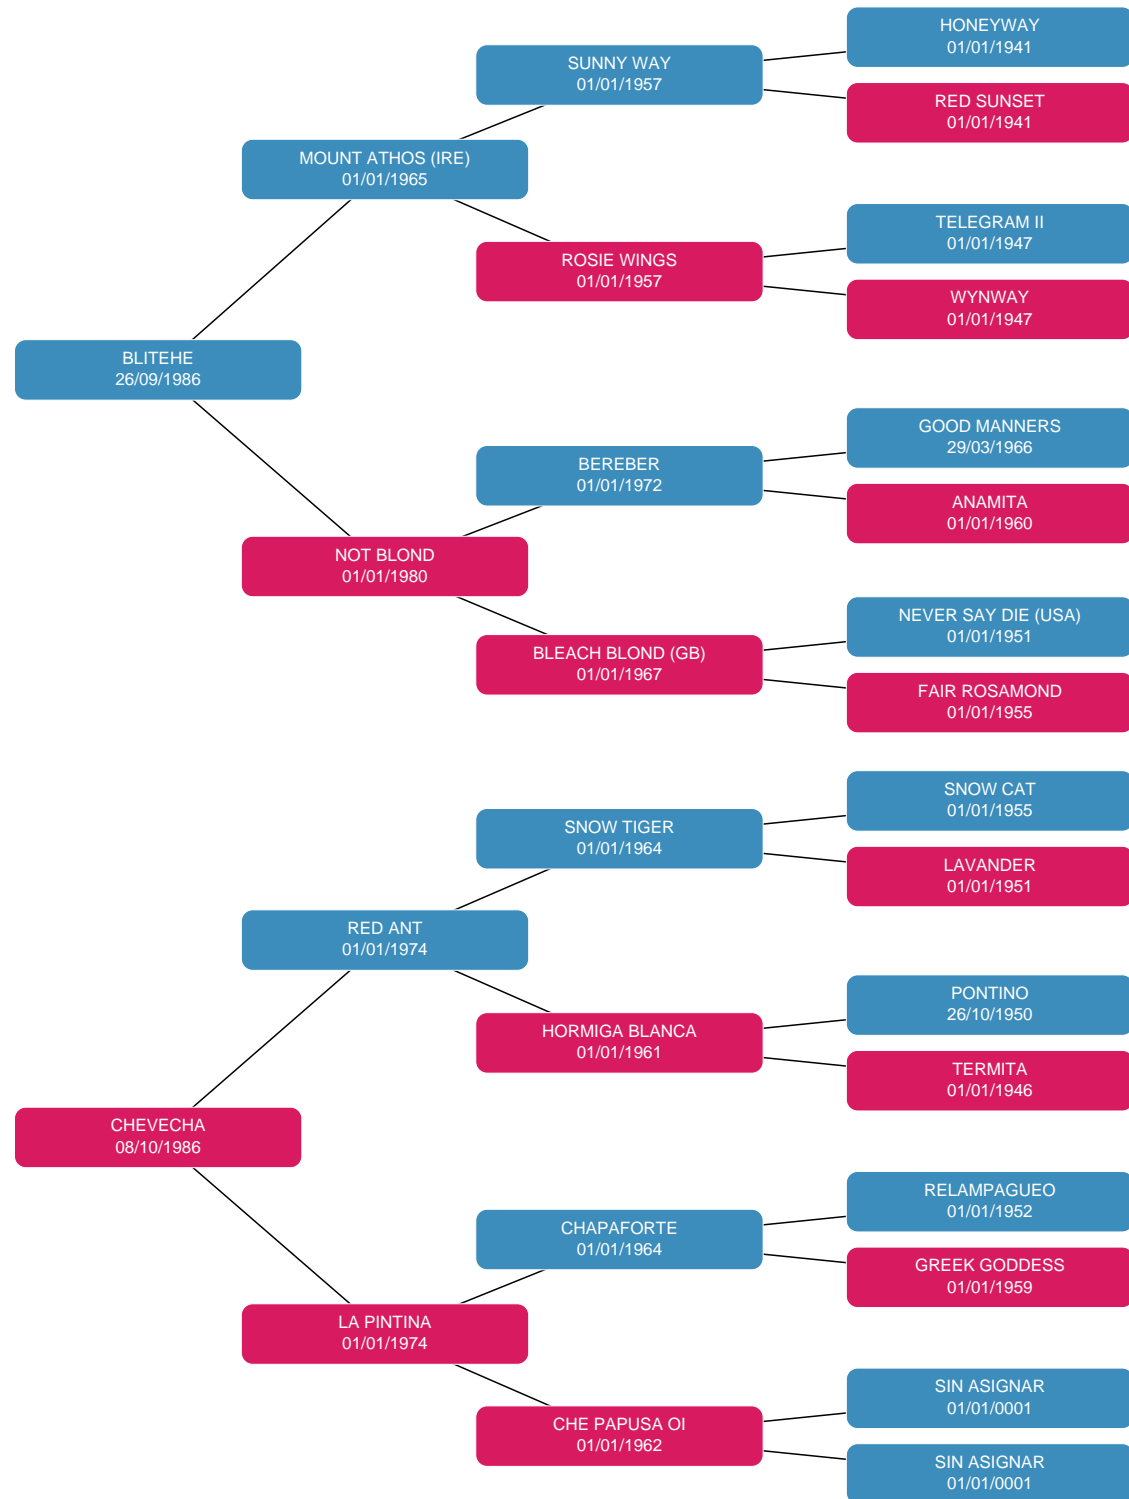 HONEYWAY
01/01/1941
SUNNY WAY
01/01/1957
RED SUNSET
01/01/1941
MOUNT ATHOS (IRE)
01/01/1965
TELEGRAM II
01/01/1947
ROSIE WINGS
01/01/1957
WYNWAY
01/01/1947
BLITEHE
26/09/1986
GOOD MANNERS
29/03/1966
BEREBER
01/01/1972
ANAMITA
01/01/1960
NOT BLOND
01/01/1980
NEVER SAY DIE (USA)
01/01/1951
BLEACH BLOND (GB)
01/01/1967
FAIR ROSAMOND
01/01/1955
SNOW CAT
01/01/1955
SNOW TIGER
01/01/1964
LAVANDER
01/01/1951
RED ANT
01/01/1974
PONTINO
26/10/1950
HORMIGA BLANCA
01/01/1961
TERMITA
01/01/1946
CHEVECHA
08/10/1986
RELAMPAGUEO
01/01/1952
CHAPAFORTE
01/01/1964
GREEK GODDESS
01/01/1959
LA PINTINA
01/01/1974
SIN ASIGNAR
01/01/0001
CHE PAPUSA OI
01/01/1962
SIN ASIGNAR
01/01/0001